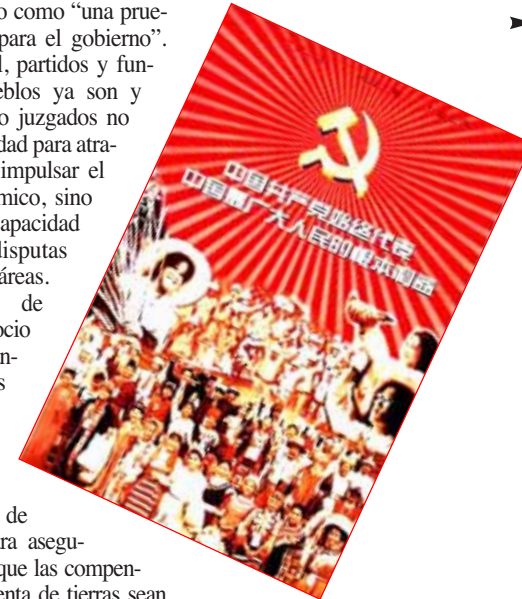 o como “una prue-
para el gobierno”.
l, partidos y fun-
eblos ya son y
o juzgados no
dad para atra-
impulsar el
mico, sino
apacidad
disputas
áreas.
de
ocio
n-
s
de
ra asegu-
que las compen-
enta de tierras sean
中国共产党始终代表
中国最广大人民的根本利益